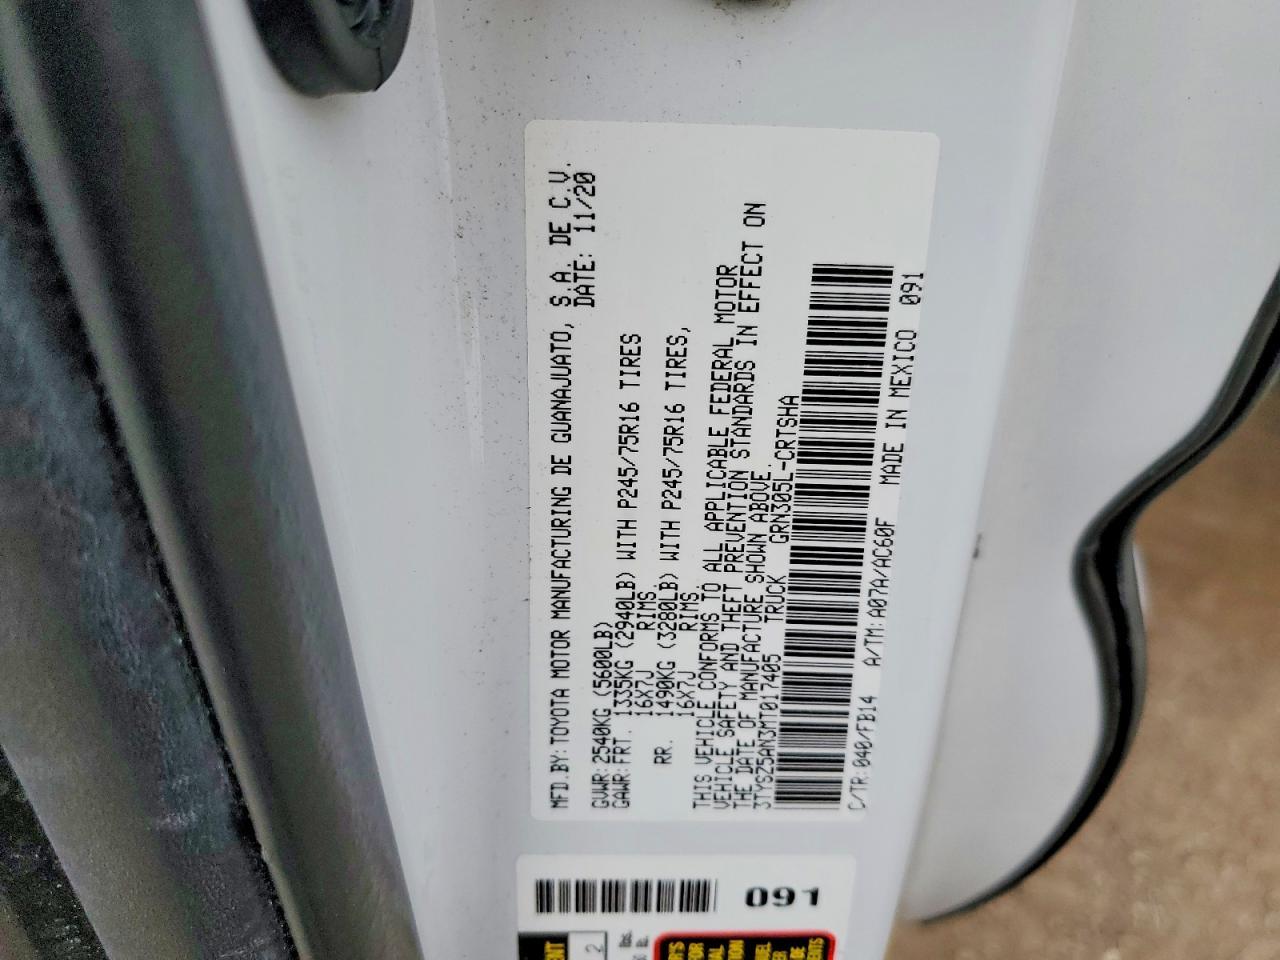 MFD.BY: TOYOTA MOTOR MANUFACTURING DE GUANAJUATO, S.A. DE C.V.
DATE: 11/20
GVWR: 2540KG (5600LB)
GAWR: FRT. 1335KG (2940LB) WITH P245/75R16 TIRES
16X7J RIMS.
RR. 1490KG (3280LB) WITH P245/75R16 TIRES,
16X7J RIMS.
THIS VEHICLE CONFORMS TO ALL APPLICABLE FEDERAL MOTOR
VEHICLE SAFETY AND THEFT PREVENTION STANDARDS IN EFFECT ON
THE DATE OF MANUFACTURE SHOWN ABOVE.
3TYSZ5AN3MT017405 TRUCK GRN305L-CRTSHA
C/TR: 040/FB14 A/TM: A07A/AC60F MADE IN MEXICO 091
091
2